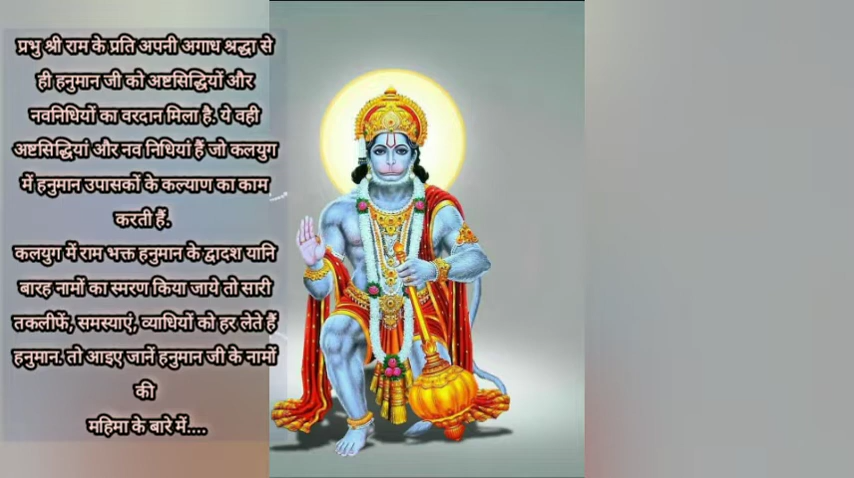 प्रभु श्री राम के प्रति अपनी अगाध श्रद्धा से
ही हनुमान जी को अष्टसिद्धियों और
नवनिधियों का वरदान मिला है. ये वही
अष्टसिद्धियां और नव निधियां हैं जो कलयुग
में हनुमान उपासकों के कल्याण का काम
करती हैं.
कलयुग में राम भक्त हनुमान के द्वादश यानि
बारह नामों का स्मरण किया जाये तो सारी
तकलीफें, समस्याएं, व्याधियों को हर लेते हैं
हनुमान. तो आइए जानें हनुमान जी के नामों
की
महिमा के बारे में....